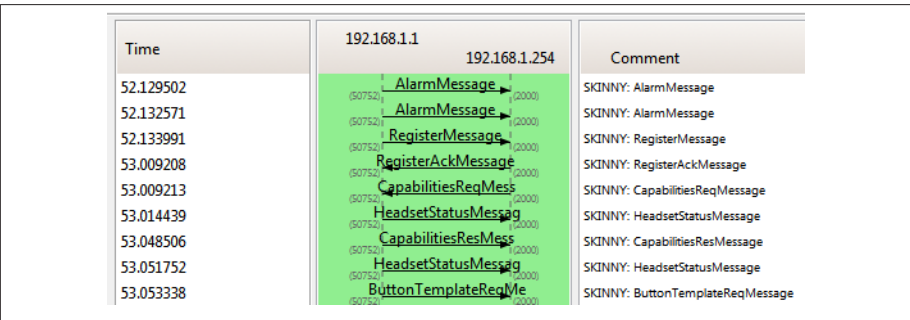 Time 192.168.1.1 192.168.1.254 Comment
52.129502 AlarmMessage (50752) (2000) SKINNY: AlarmMessage
52.132571 AlarmMessage (50752) (2000) SKINNY: AlarmMessage
52.133991 RegisterMessage (50752) (2000) SKINNY: RegisterMessage
53.009208 RegisterAckMessage (50752) (2000) SKINNY: RegisterAckMessage
53.009213 CapabilitiesReqMess (50752) (2000) SKINNY: CapabilitiesReqMessage
53.014439 HeadsetStatusMessag (50752) (2000) SKINNY: HeadsetStatusMessage
53.048506 CapabilitiesResMess (50752) (2000) SKINNY: CapabilitiesResMessage
53.051752 HeadsetStatusMessag (50752) (2000) SKINNY: HeadsetStatusMessage
53.053338 ButtonTemplateReqMe (50752) (2000) SKINNY: ButtonTemplateReqMessage